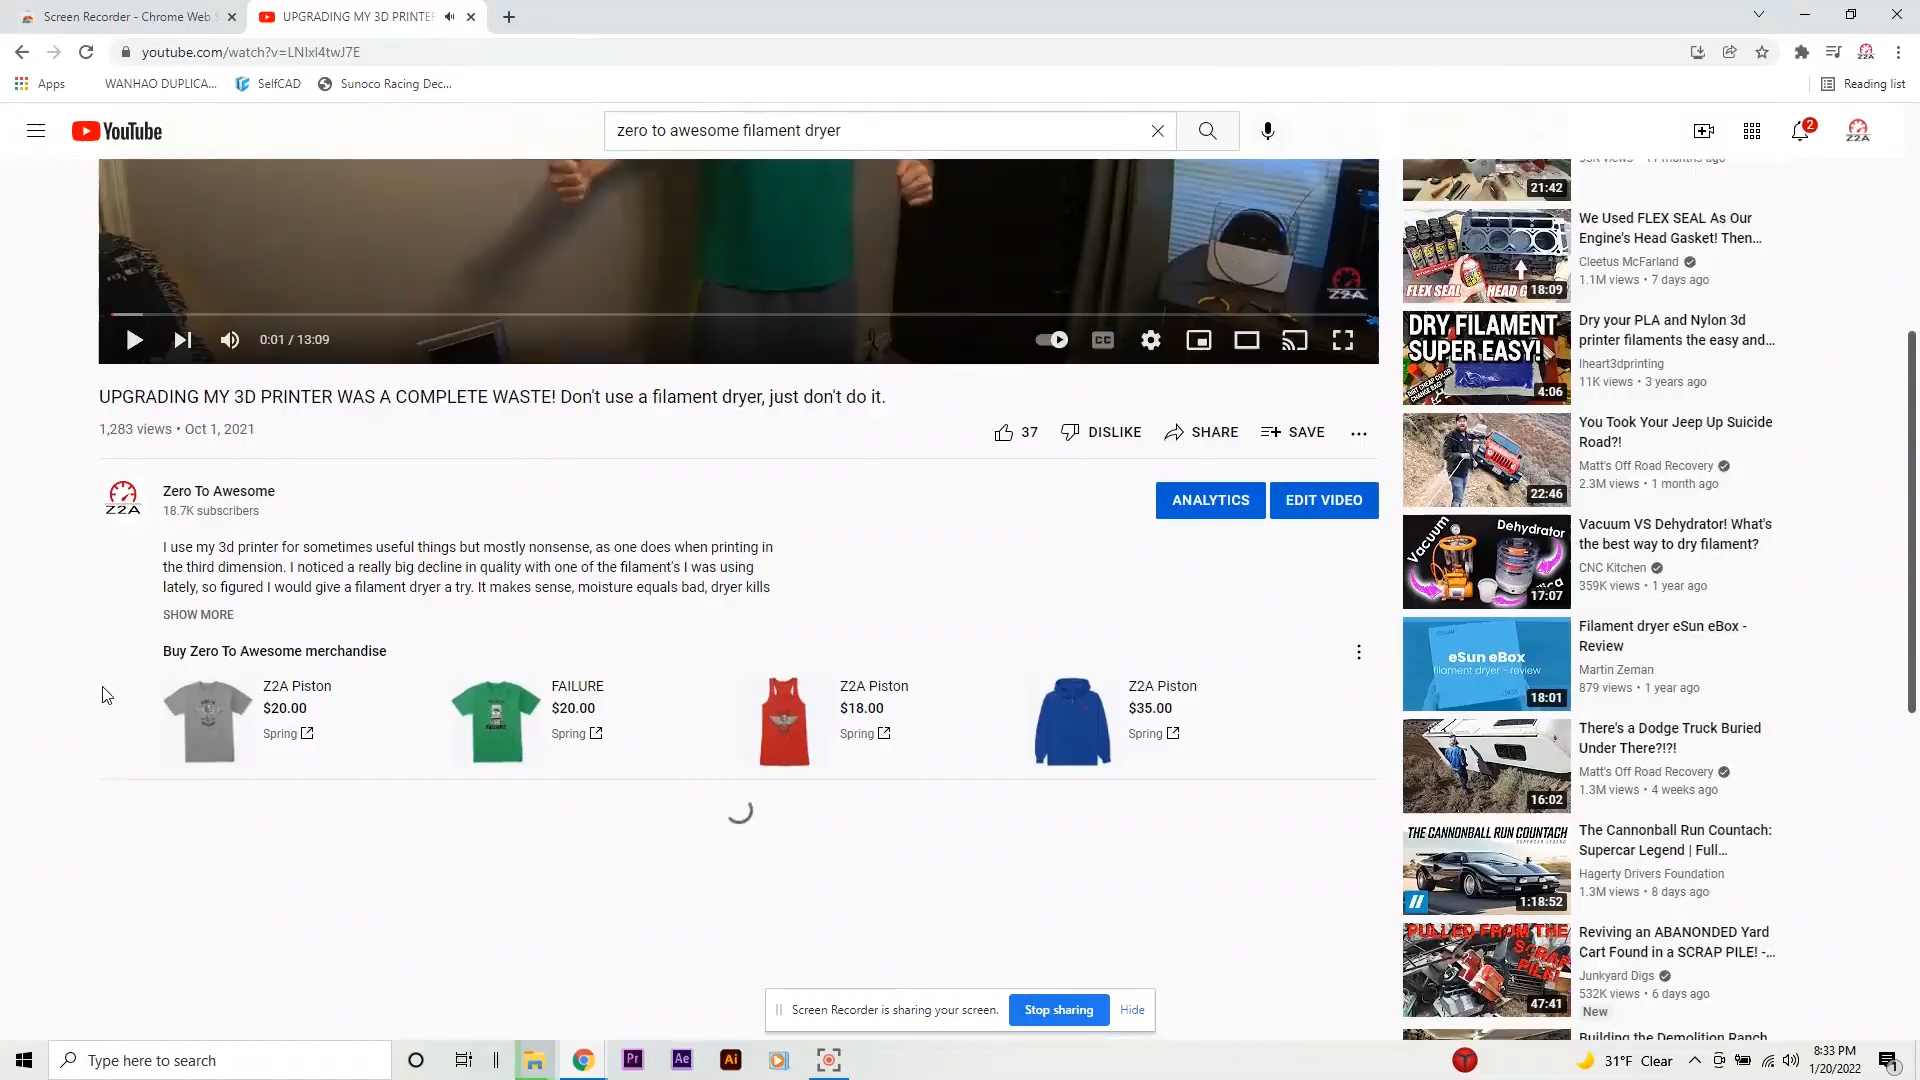 Screen Recorder - Chrome Web S
UPGRADING MY 3D PRINTER
youtube.com/watch?v=LNIxI4twJ7E
Apps
WANHAO DUPLICA...
SelfCAD
Sunoco Racing Dec...
Reading list
YouTube
zero to awesome filament dryer
2
Z2A
Z2A
0:01 / 13:09
CC
UPGRADING MY 3D PRINTER WAS A COMPLETE WASTE! Don't use a filament dryer, just don't do it.
1,283 views • Oct 1, 2021
37
DISLIKE
SHARE
SAVE
Z2A
Zero To Awesome
18.7K subscribers
ANALYTICS
EDIT VIDEO
I use my 3d printer for sometimes useful things but mostly nonsense, as one does when printing in
the third dimension. I noticed a really big decline in quality with one of the filament's I was using
lately, so figured I would give a filament dryer a try. It makes sense, moisture equals bad, dryer kills
SHOW MORE
Buy Zero To Awesome merchandise
Z2A Piston
$20.00
Spring
FAILURE
$20.00
Spring
Z2A Piston
$18.00
Spring
Z2A Piston
$35.00
Spring
21:42
FLEX SEAL
18:09
We Used FLEX SEAL As Our
Engine's Head Gasket! Then...
Cleetus McFarland
1.1M views • 7 days ago
DRY FILAMENT
SUPER EASY!
4:06
Dry your PLA and Nylon 3d
printer filaments the easy and...
Iheart3dprinting
11K views • 3 years ago
22:46
You Took Your Jeep Up Suicide
Road?!
Matt's Off Road Recovery
2.3M views • 1 month ago
Vacuum
Dehydrator
17:07
Vacuum VS Dehydrator! What's
the best way to dry filament?
CNC Kitchen
359K views • 1 year ago
eSun eBox
filament dryer - review
18:01
Filament dryer eSun eBox -
Review
Martin Zeman
879 views • 1 year ago
16:02
There's a Dodge Truck Buried
Under There?!?!
Matt's Off Road Recovery
1.3M views • 4 weeks ago
THE CANNONBALL RUN COUNTACH
1:18:52
The Cannonball Run Countach:
Supercar Legend | Full...
Hagerty Drivers Foundation
1.3M views • 8 days ago
PULLED FROM THE
SCRAP
PILE!
47:41
Reviving an ABANONDED Yard
Cart Found in a SCRAP PILE! -...
Junkyard Digs
532K views • 6 days ago
New
Building the Demolition Ranch
Screen Recorder is sharing your screen.
Stop sharing
Hide
Type here to search
Pr
Ae
Ai
31°F Clear
8:33 PM
1/20/2022
1